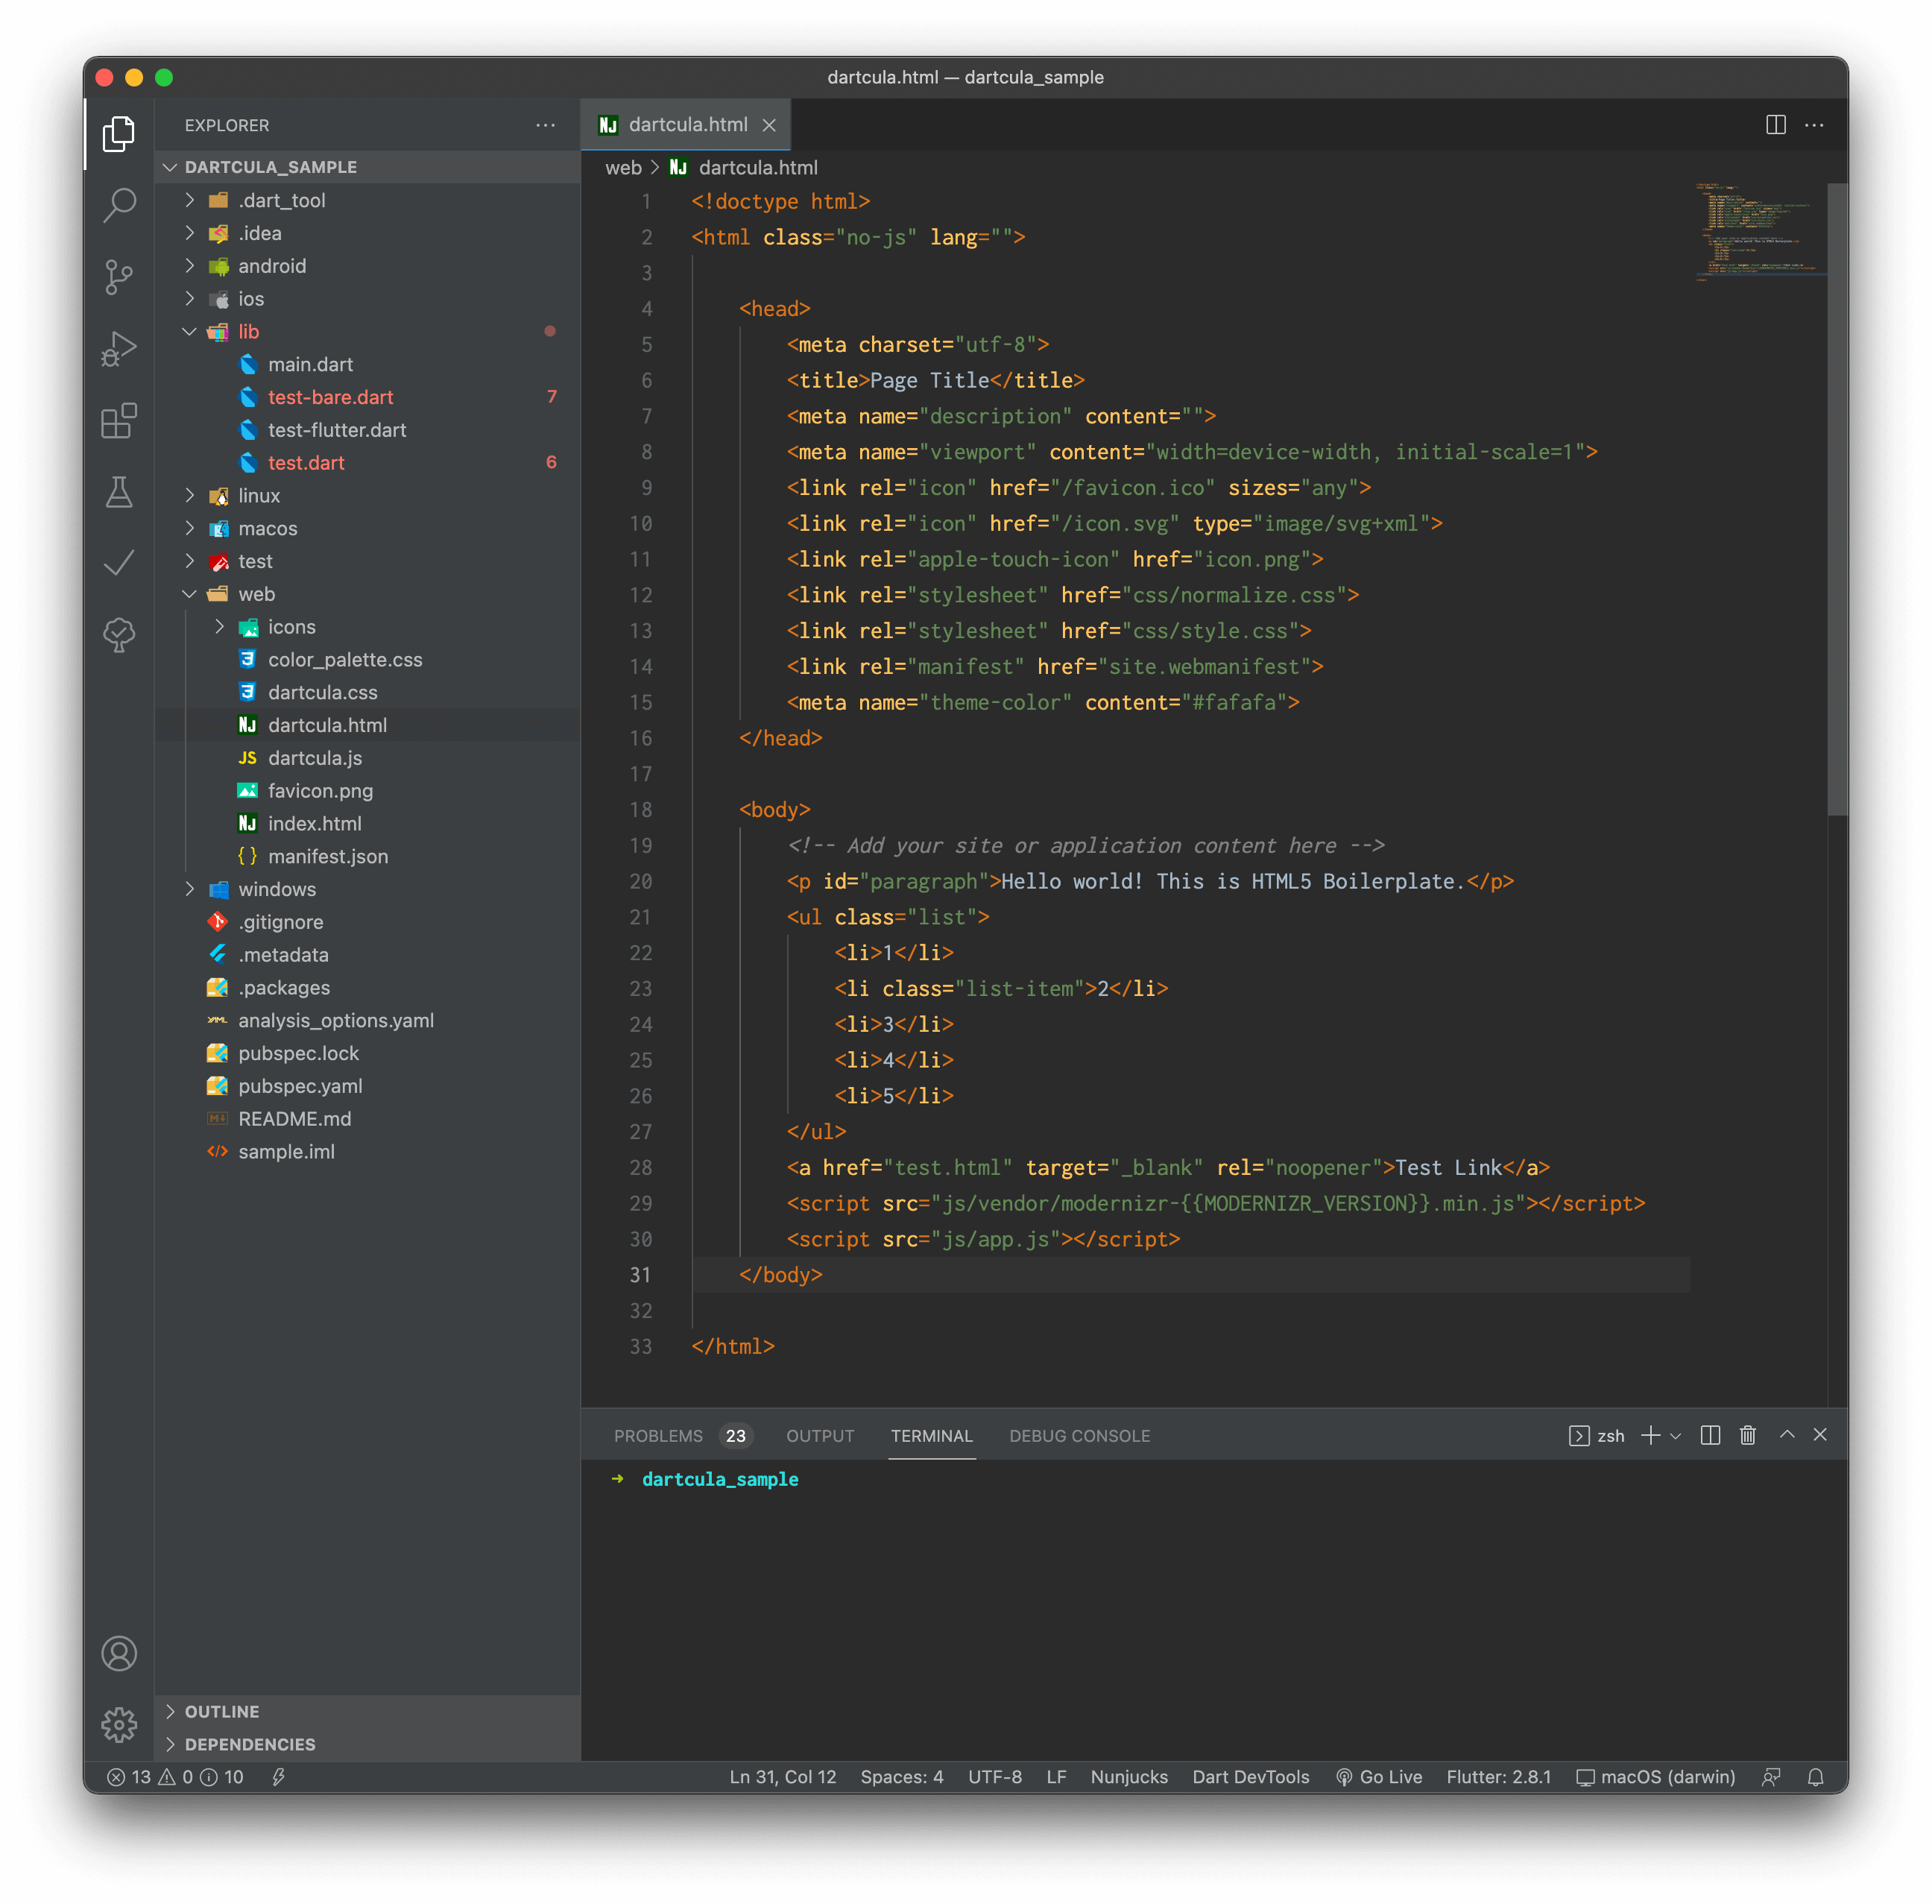 dartcula.html — dartcula_sample
EXPLORER
DARTCULA_SAMPLE
.dart_tool
.idea
android
ios
lib
main.dart
test-bare.dart 7
test-flutter.dart
test.dart 6
linux
macos
test
web
icons
color_palette.css
dartcula.css
NJ dartcula.html
JS dartcula.js
favicon.png
NJ index.html
{ } manifest.json
windows
.gitignore
.metadata
.packages
YAML analysis_options.yaml
pubspec.lock
pubspec.yaml
README.md
</> sample.iml
OUTLINE
DEPENDENCIES
NJ dartcula.html
web > NJ dartcula.html
1 <!doctype html>
2 <html class="no-js" lang="">
3
4 <head>
5 <meta charset="utf-8">
6 <title>Page Title</title>
7 <meta name="description" content="">
8 <meta name="viewport" content="width=device-width, initial-scale=1">
9 <link rel="icon" href="/favicon.ico" sizes="any">
10 <link rel="icon" href="/icon.svg" type="image/svg+xml">
11 <link rel="apple-touch-icon" href="icon.png">
12 <link rel="stylesheet" href="css/normalize.css">
13 <link rel="stylesheet" href="css/style.css">
14 <link rel="manifest" href="site.webmanifest">
15 <meta name="theme-color" content="#fafafa">
16 </head>
17
18 <body>
19 <!-- Add your site or application content here -->
20 <p id="paragraph">Hello world! This is HTML5 Boilerplate.</p>
21 <ul class="list">
22 <li>1</li>
23 <li class="list-item">2</li>
24 <li>3</li>
25 <li>4</li>
26 <li>5</li>
27 </ul>
28 <a href="test.html" target="_blank" rel="noopener">Test Link</a>
29 <script src="js/vendor/modernizr-{{MODERNIZR_VERSION}}.min.js"></script>
30 <script src="js/app.js"></script>
31 </body>
32
33 </html>
PROBLEMS 23 OUTPUT TERMINAL DEBUG CONSOLE zsh
→ dartcula_sample
13 0 10 Ln 31, Col 12 Spaces: 4 UTF-8 LF Nunjucks Dart DevTools Go Live Flutter: 2.8.1 macOS (darwin)